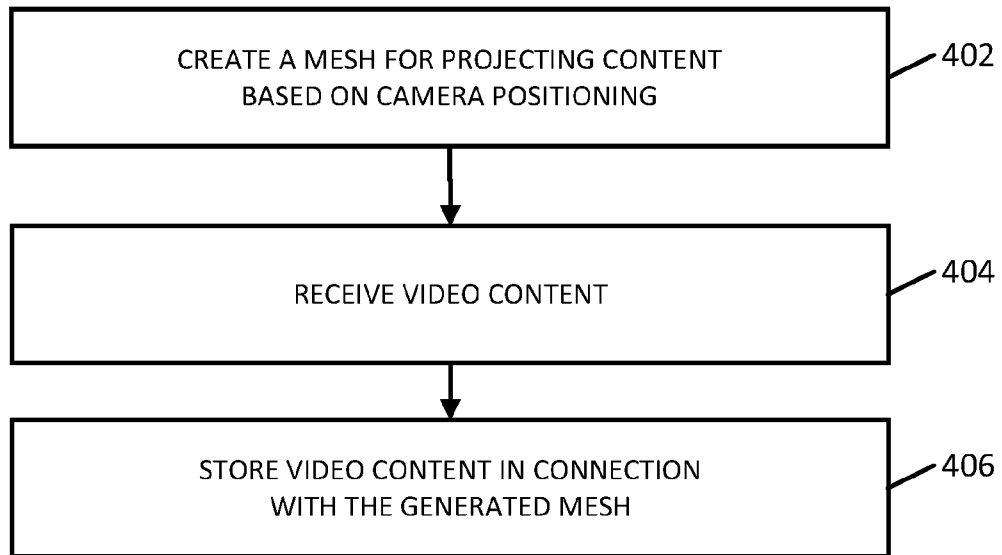 CREATE A MESH FOR PROJECTING CONTENT
BASED ON CAMERA POSITIONING
402
RECEIVE VIDEO CONTENT
404
STORE VIDEO CONTENT IN CONNECTION
WITH THE GENERATED MESH
406